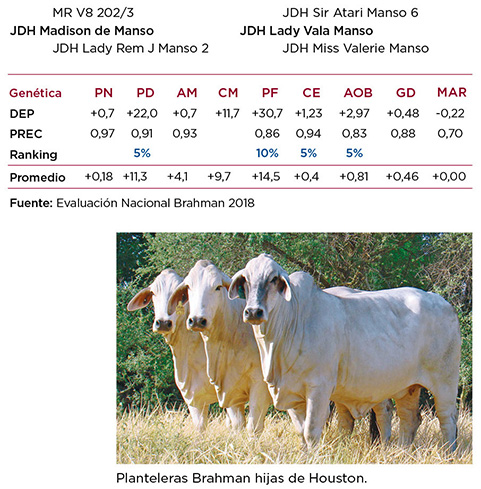 MR V8 202/3 JDH Sir Atari Manso 6
JDH Madison de Manso JDH Lady Vala Manso
JDH Lady Rem J Manso 2 JDH Miss Valerie Manso
Genética PN PD AM CM PF CE AOB GD MAR
DEP +0,7 +22,0 +0,7 +11,7 +30,7 +1,23 +2,97 +0,48 -0,22
PREC 0,97 0,91 0,93 0,86 0,94 0,83 0,88 0,70
Ranking 5% 10% 5% 5%
Promedio +0,18 +11,3 +4,1 +9,7 +14,5 +0,4 +0,81 +0,46 +0,00
Fuente: Evaluación Nacional Brahman 2018
Planteleras Brahman hijas de Houston.